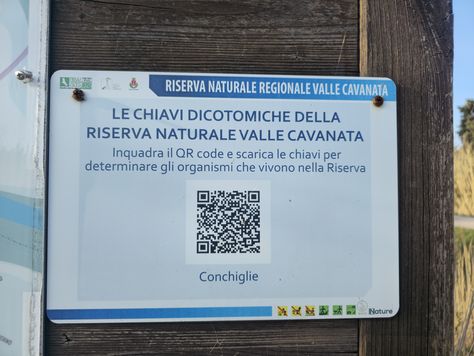 RISERVA NATURALE REGIONALE VALLE CAVANATA
LE CHIAVI DICOTOMICHE DELLA
RISERVA NATURALE VALLE CAVANATA
Inquadra il QR code e scarica le chiavi per
determinare gli organismi che vivono nella Riserva
Conchiglie
Nature